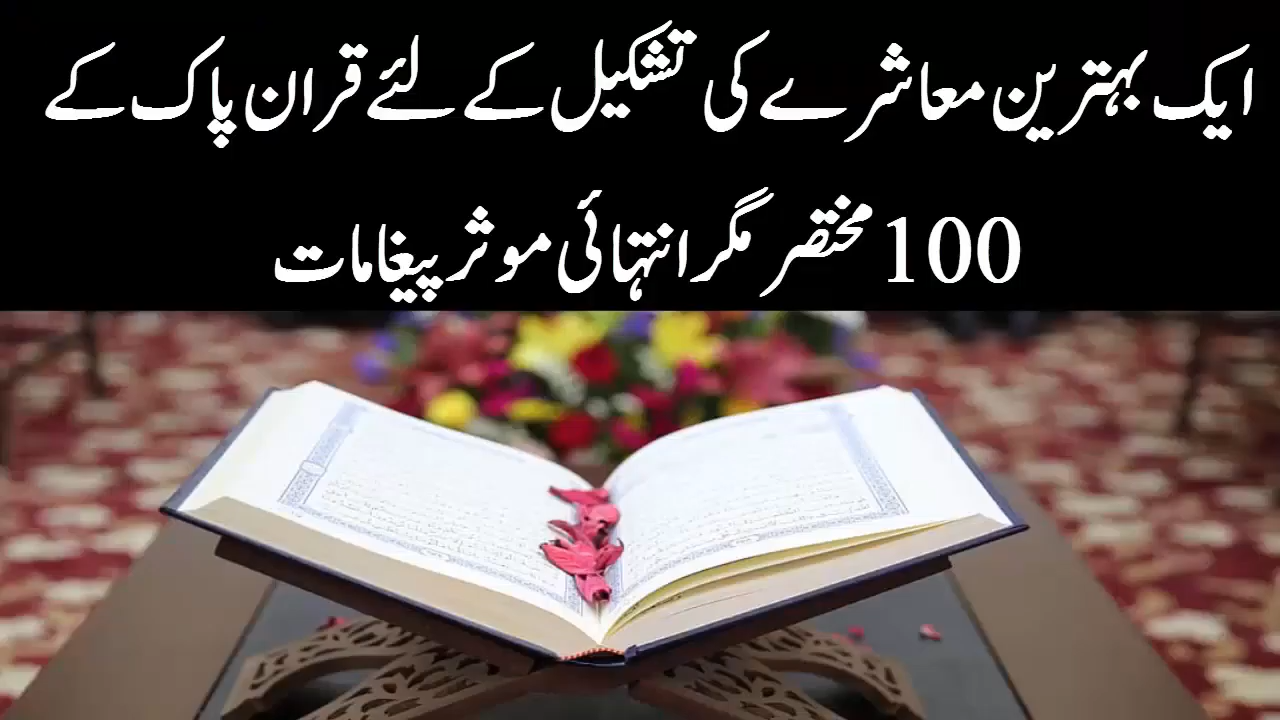 ایک بہترین معاشرے کی تشکیل کے لئے قران پاک کے
100 مختصر مگر انتہائی موثر پیغامات